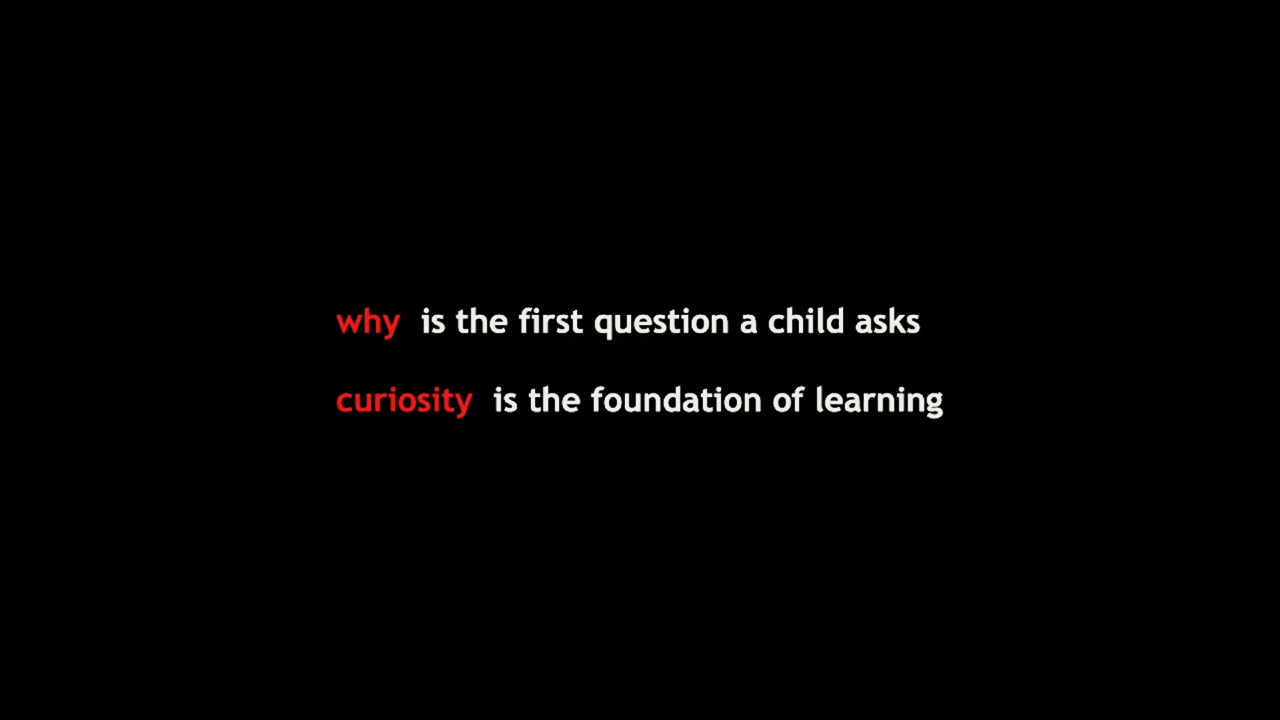 why is the first question a child asks
curiosity is the foundation of learning